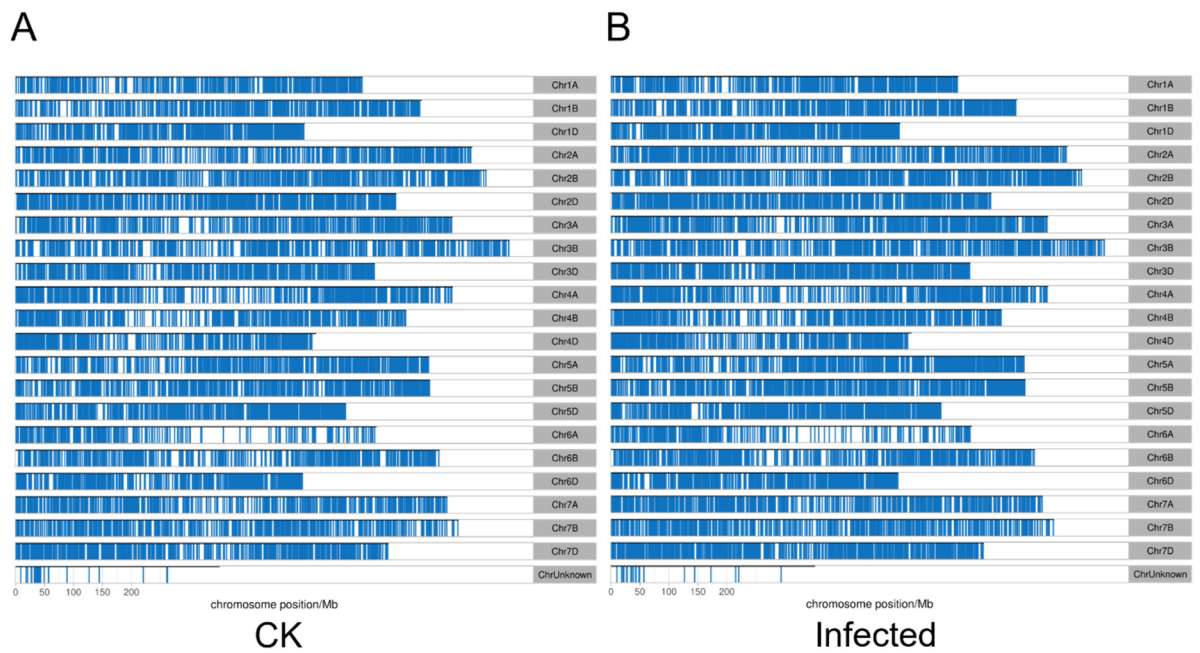 A
B
Chr1A
Chr1B
Chr1D
Chr2A
Chr2B
Chr2D
Chr3A
Chr3B
Chr3D
Chr4A
Chr4B
Chr4D
Chr5A
Chr5B
Chr5D
Chr6A
Chr6B
Chr6D
Chr7A
Chr7B
Chr7D
ChrUnknown
0 50 100 150 200
chromosome position/Mb
CK
Chr1A
Chr1B
Chr1D
Chr2A
Chr2B
Chr2D
Chr3A
Chr3B
Chr3D
Chr4A
Chr4B
Chr4D
Chr5A
Chr5B
Chr5D
Chr6A
Chr6B
Chr6D
Chr7A
Chr7B
Chr7D
ChrUnknown
0 50 100 150 200
chromosome position/Mb
Infected